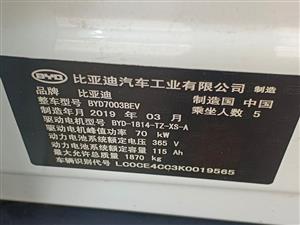 BYD 比亚迪汽车工业有限公司 制造
品牌 比亚迪 制造国 中国
整车型号 BYD7003BEV 乘坐人数 5
制造年月 2019 年 03 月
驱动电机型号 BYD-1814-TZ-XS-A
驱动电机峰值功率 70 kW
动力电池系统额定电压 365 V
动力电池系统额定容量 115 Ah
最大允许总质量 1870 kg
车辆识别代号 LC0CE4CC3K0019565